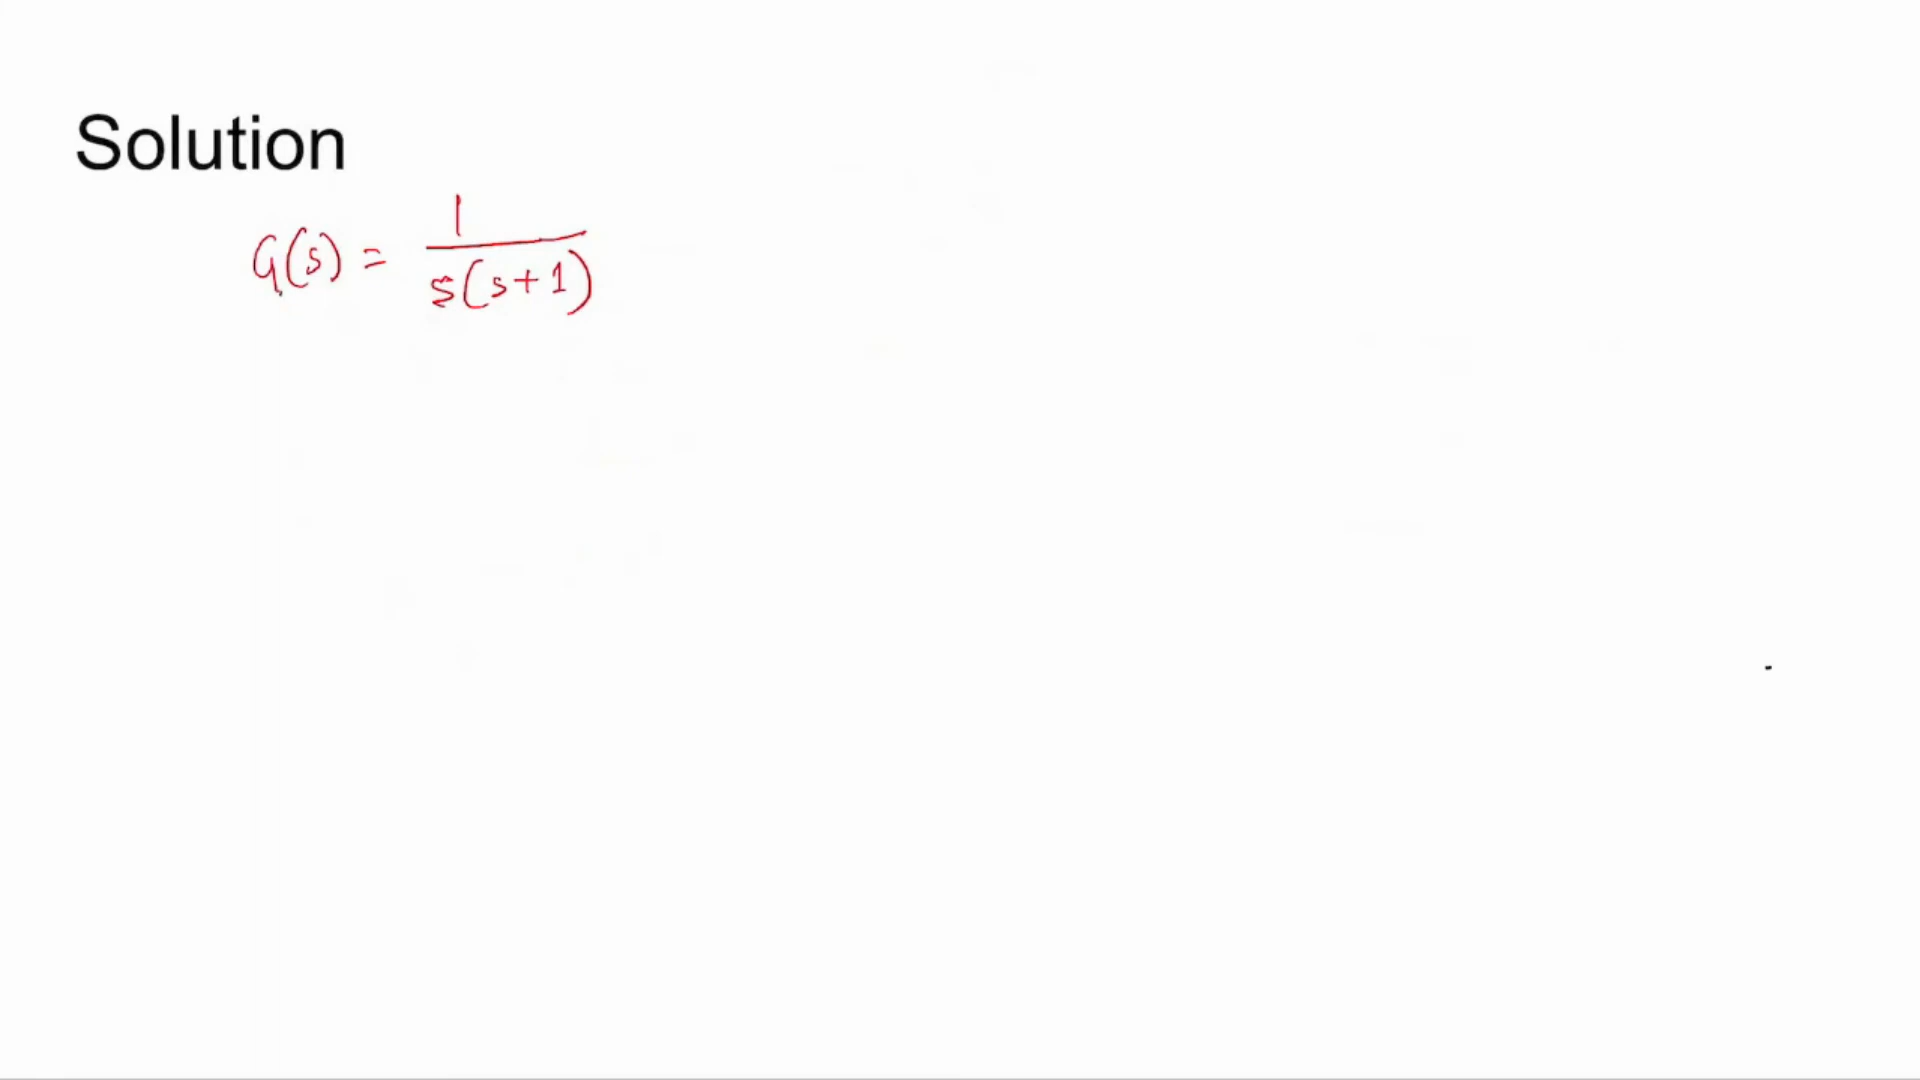 Solution
G(s) = 1
s(s+1)